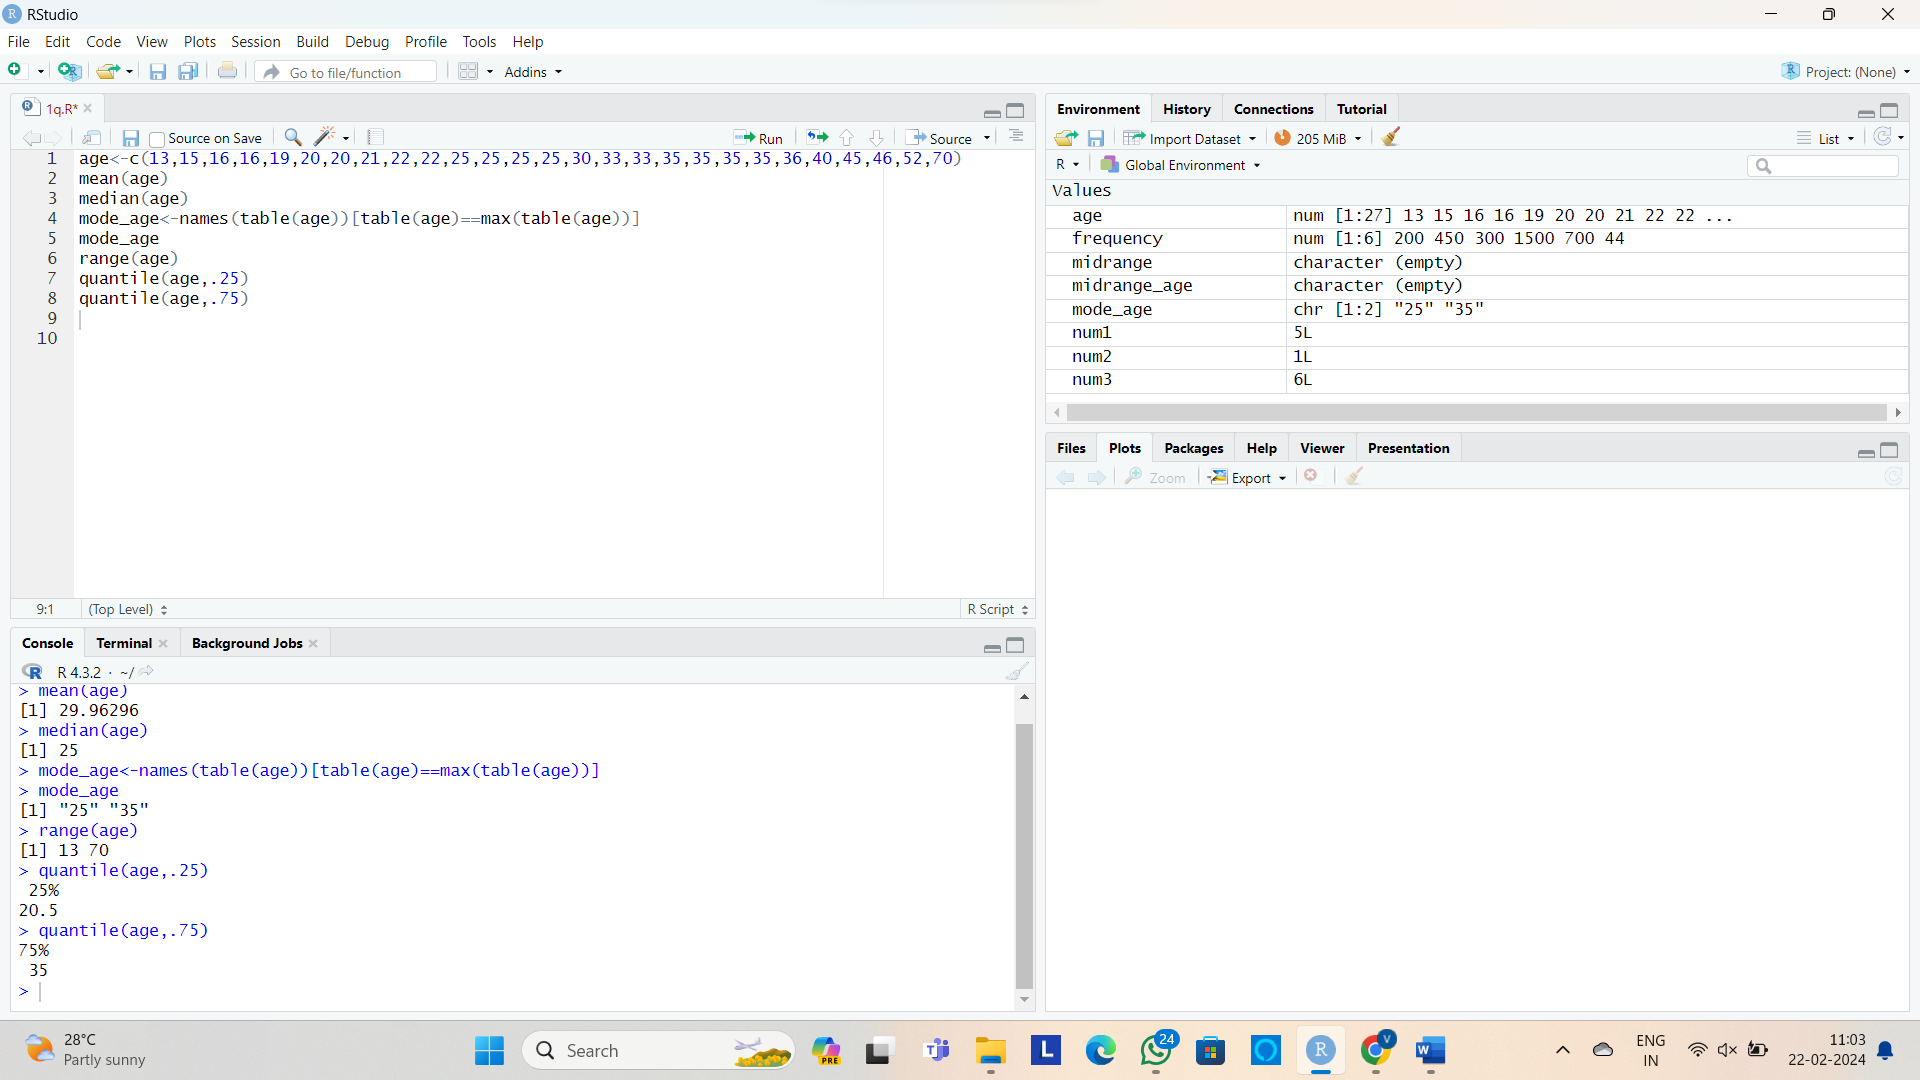 RStudio
File Edit Code View Plots Session Build Debug Profile Tools Help
Go to file/function Addins Project: (None)
1q.R*
Source on Save Run Source
1 age<-c(13,15,16,16,19,20,20,21,22,22,25,25,25,25,30,33,33,35,35,35,35,36,40,45,46,52,70)
2 mean(age)
3 median(age)
4 mode_age<-names(table(age))[table(age)==max(table(age))]
5 mode_age
6 range(age)
7 quantile(age,.25)
8 quantile(age,.75)
9
10
9:1 (Top Level) R Script
Console Terminal Background Jobs
R 4.3.2 · ~/
> mean(age)
[1] 29.96296
> median(age)
[1] 25
> mode_age<-names(table(age))[table(age)==max(table(age))]
> mode_age
[1] "25" "35"
> range(age)
[1] 13 70
> quantile(age,.25)
25%
20.5
> quantile(age,.75)
75%
35
>
Environment History Connections Tutorial
Import Dataset 205 MiB List
R Global Environment
Values
age num [1:27] 13 15 16 16 19 20 20 21 22 22 ...
frequency num [1:6] 200 450 300 1500 700 44
midrange character (empty)
midrange_age character (empty)
mode_age chr [1:2] "25" "35"
num1 5L
num2 1L
num3 6L
Files Plots Packages Help Viewer Presentation
Zoom Export
28°C
Partly sunny
Search
PRE
L
24
R
V
W
ENG
IN
11:03
22-02-2024